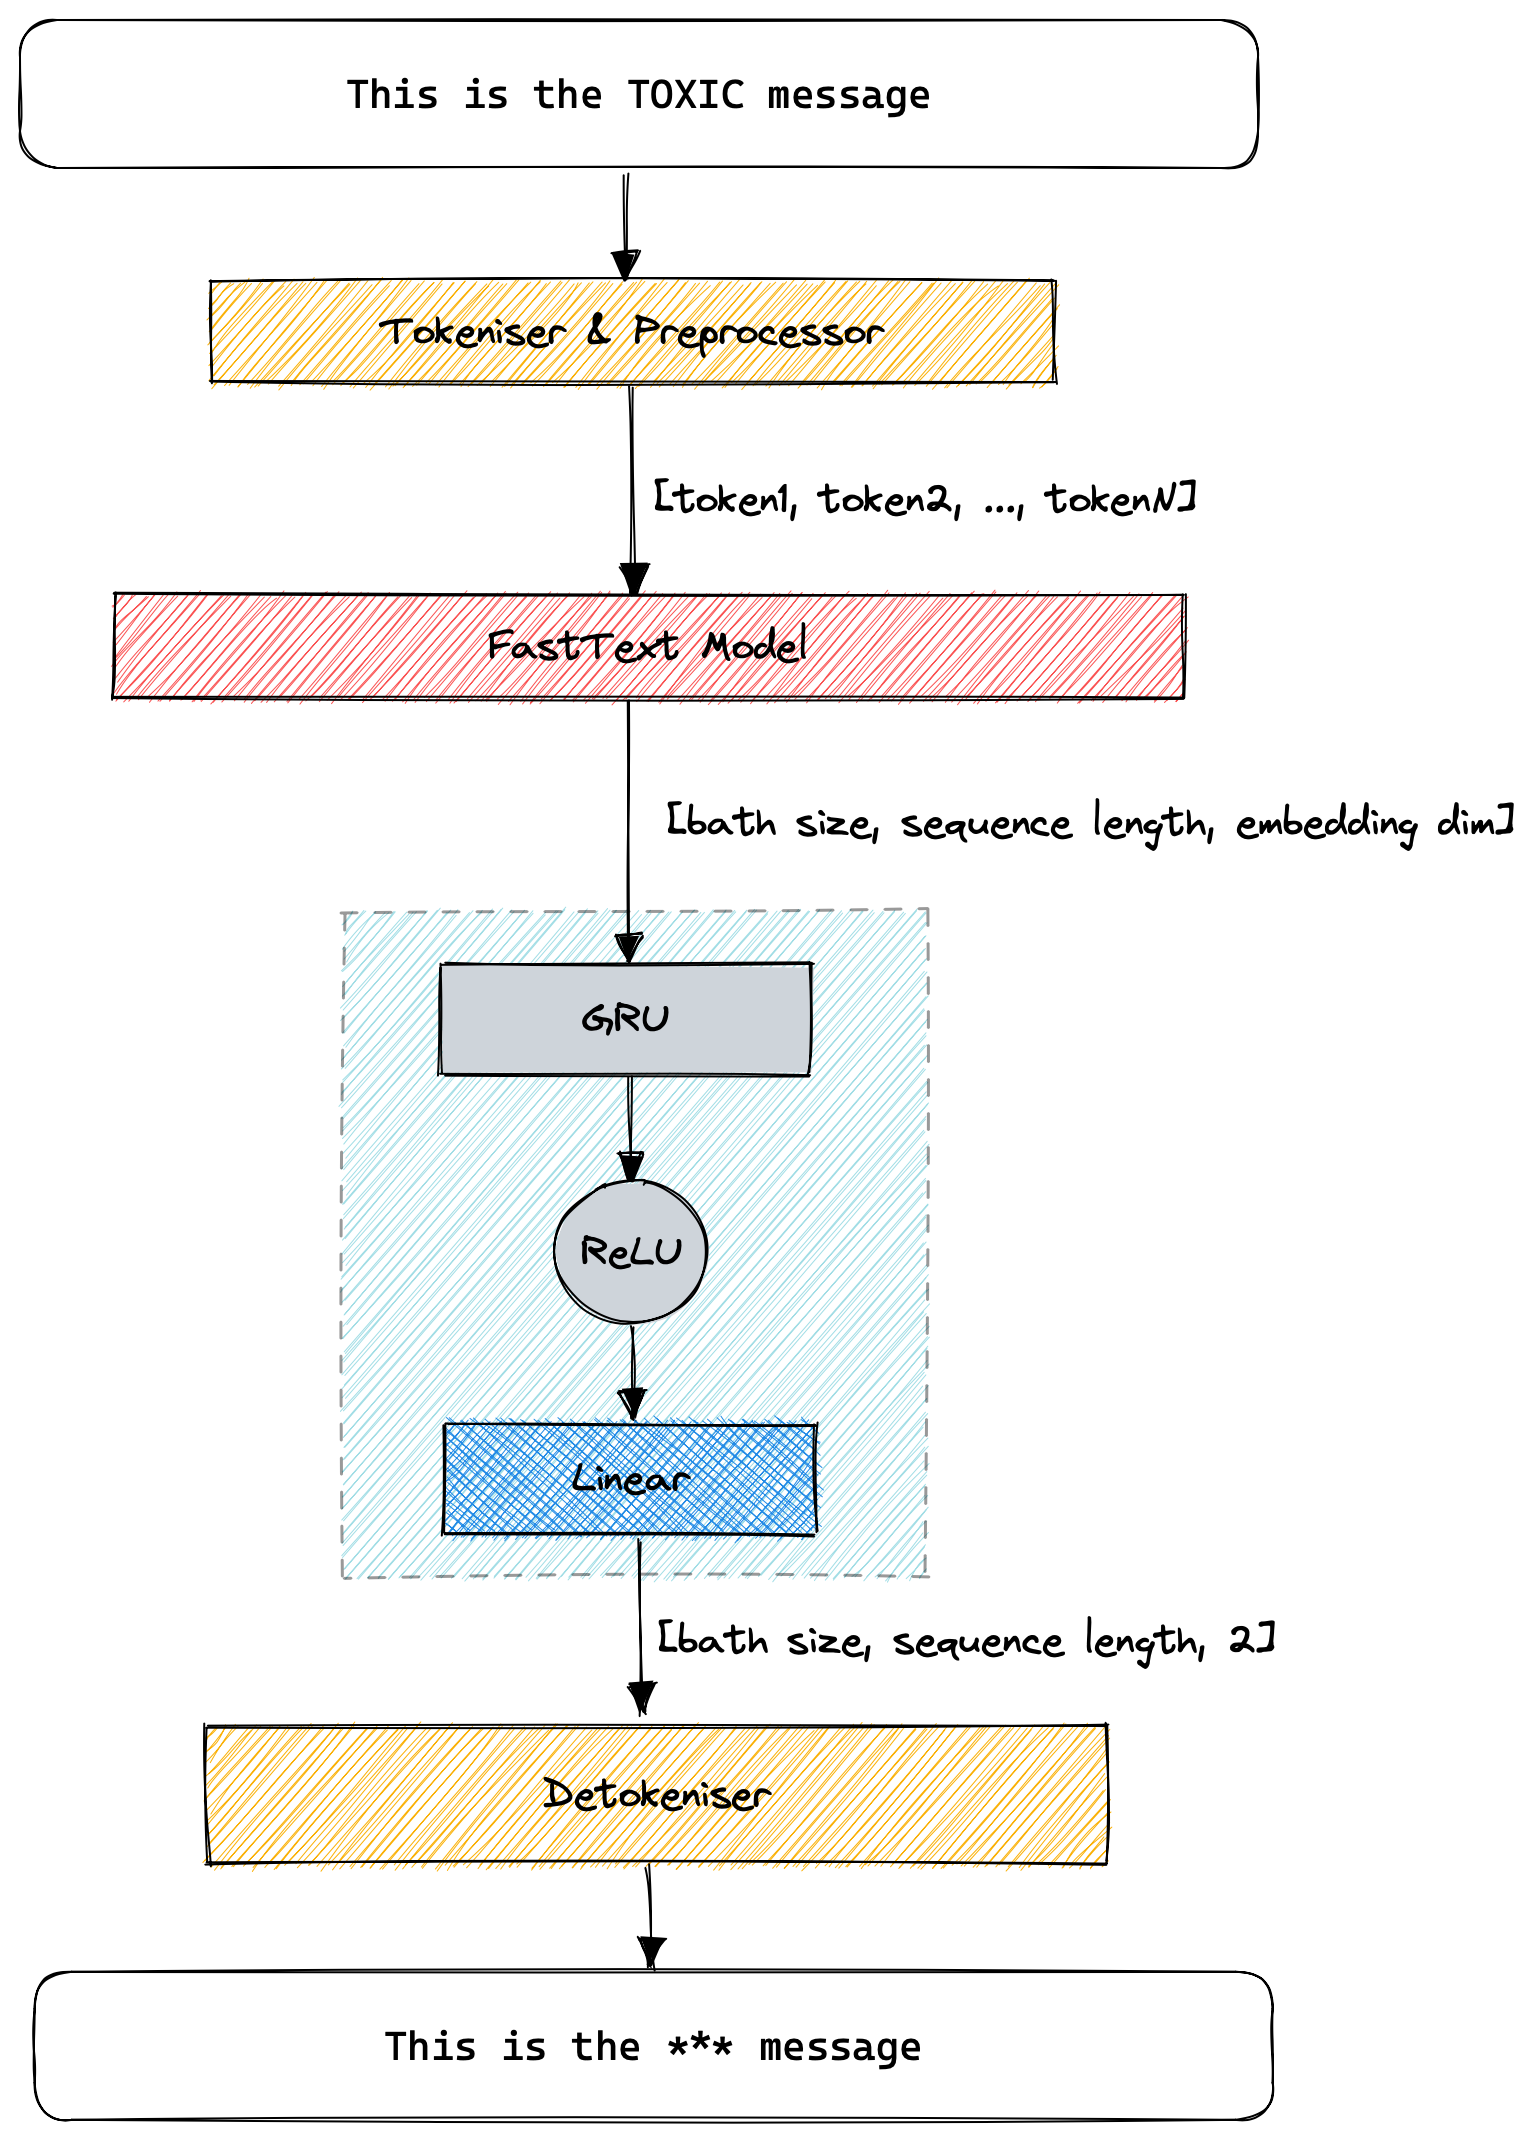 This is the TOXIC message
Tokeniser & Preprocessor
[token1, token2, ..., tokenN]
FastText Model
[bath size, sequence length, embedding dim]
GRU
ReLU
Linear
[bath size, sequence length, 2]
Detokeniser
This is the *** message